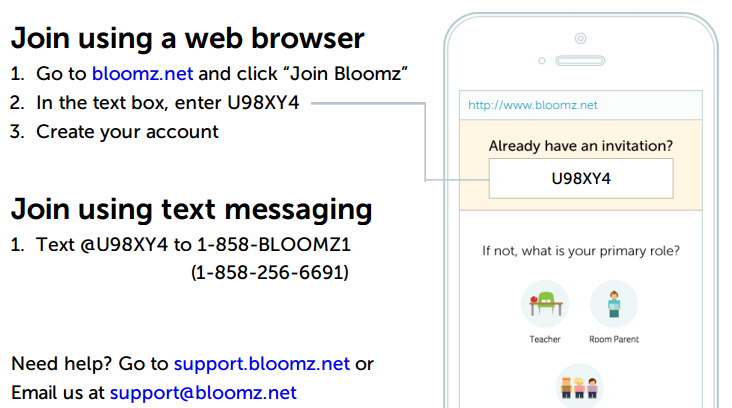 Join using a web browser
1. Go to bloomz.net and click “Join Bloomz”
2. In the text box, enter U98XY4
3. Create your account
Join using text messaging
1. Text @U98XY4 to 1-858-BLOOMZ1
(1-858-256-6691)
Need help? Go to support.bloomz.net or
Email us at support@bloomz.net
http://www.bloomz.net
Already have an invitation?
U98XY4
If not, what is your primary role?
Teacher Room Parent